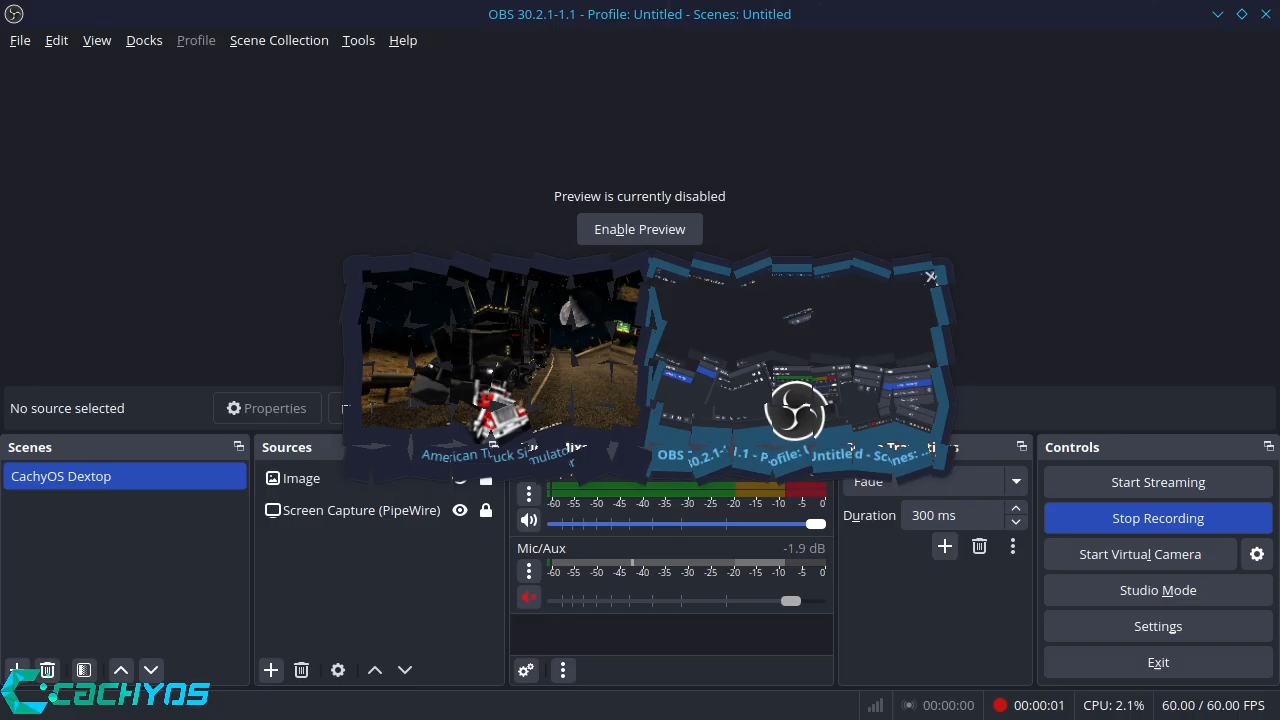 OBS 30.2.1-1.1 - Profile: Untitled - Scenes: Untitled
File Edit View Docks Profile Scene Collection Tools Help
Preview is currently disabled
Enable Preview
No source selected
Properties
American Truck Simulator
OBS 30.2.1-1.1 - Profile: Untitled - Scenes: ...
Scenes
Sources
Controls
CachyOS Dextop
Image
Screen Capture (PipeWire)
-60 -55 -50 -45 -40 -35 -30 -25 -20 -15 -10 -5 0
Mic/Aux -1.9 dB
-60 -55 -50 -45 -40 -35 -30 -25 -20 -15 -10 -5 0
Fade
Duration 300 ms
Start Streaming
Stop Recording
Start Virtual Camera
Studio Mode
Settings
Exit
CACHYOS
00:00:00 00:00:01 CPU: 2.1% 60.00 / 60.00 FPS